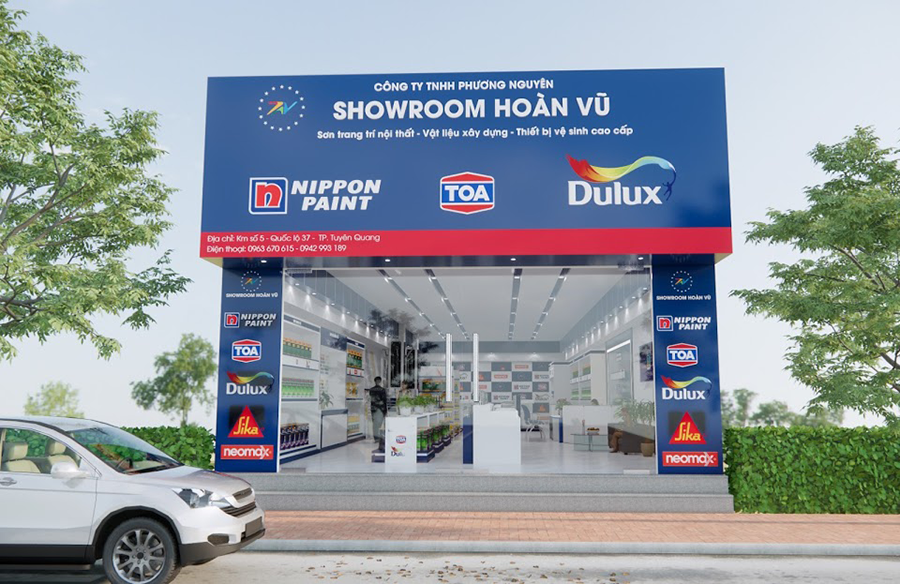 CÔNG TY TNHH PHƯƠNG NGUYÊN
SHOWROOM HOÀN VŨ
Sơn trang trí nội thất - Vật liệu xây dựng - Thiết bị vệ sinh cao cấp
NIPPON
PAINT
TOA
Dulux
Địa chỉ: Km số 5 - Quốc lộ 37 - TP. Tuyên Quang
Điện thoại: 0963 670 615 - 0942 993 189
SHOWROOM HOÀN VŨ
NIPPON
PAINT
TOA
Dulux
Sika
neomax
SHOWROOM HOÀN VŨ
NIPPON
PAINT
TOA
Dulux
Sika
neomax
TOA
Dulux